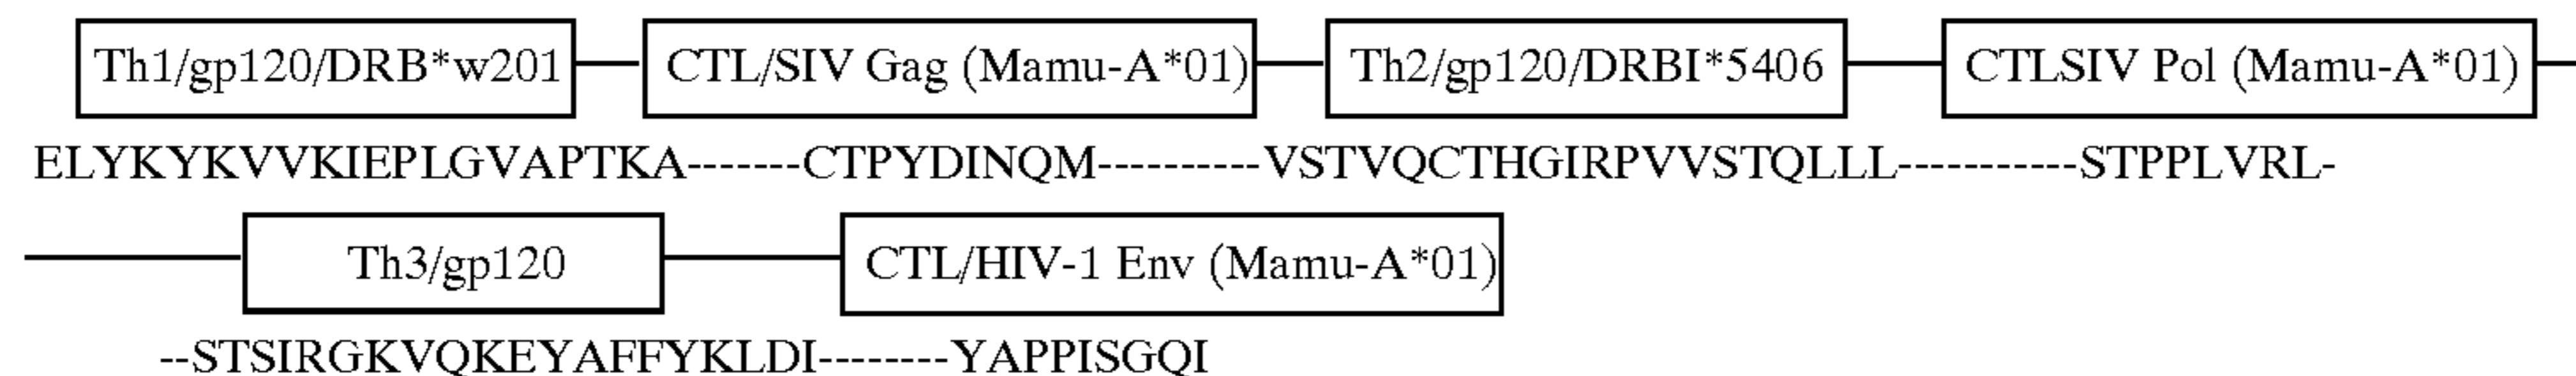 Th1/gp120/DRB*w201 CTL/SIV Gag (Mamu-A*01) Th2/gp120/DRBI*5406 CTLSIV Pol (Mamu-A*01)
ELYKYKVVKIEPLGVAPTKA-------CTPYDINQM----------VSTVQCTHGIRPVVSTQLLL-----------STPPLVRL-
Th3/gp120 CTL/HIV-1 Env (Mamu-A*01)
--STSIRGKVQKEYAFFYKLDI--------YAPPISGQI